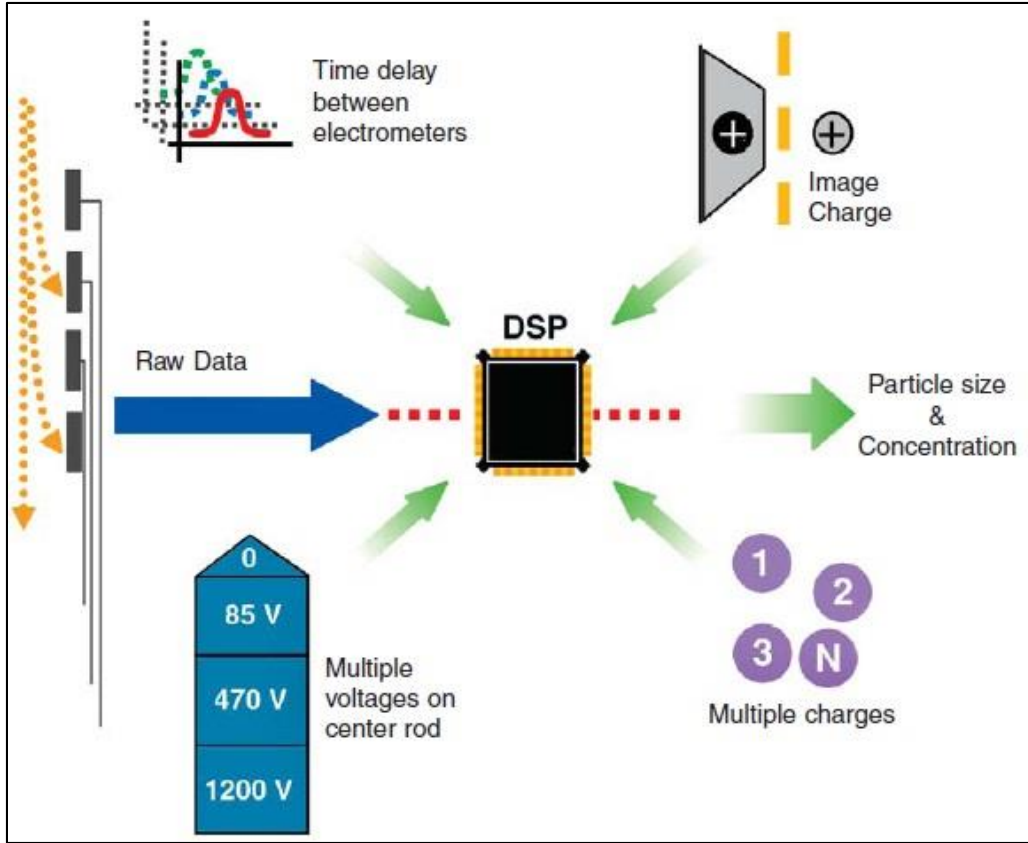 Time delay
between
electrometers
+
+
Image
Charge
DSP
Raw Data
Particle size
&
Concentration
0
85 V
470 V
1200 V
Multiple
voltages on
center rod
1
2
3
N
Multiple charges